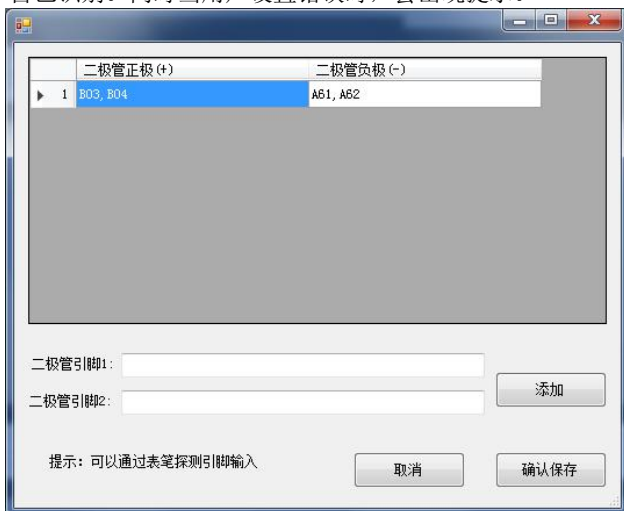 二极管正极(+) 二极管负极(-)
1 B03, B04 A61, A62
二极管引脚1:
添加
二极管引脚2:
提示: 可以通过表笔探测引脚输入
取消 确认保存